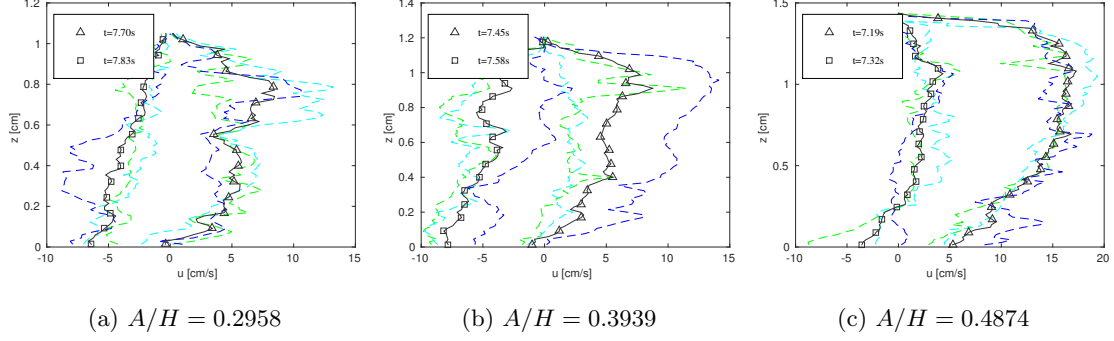 1.2
1
0.8
0.6
0.4
0.2
0
z [cm]
t=7.70s
t=7.83s
-10 -5 0 5 10 15
u [cm/s]
(a) A/H = 0.2958
1.4
1.2
1
0.8
0.6
0.4
0.2
0
z [cm]
t=7.45s
t=7.58s
-10 -5 0 5 10 15
u [cm/s]
(b) A/H = 0.3939
1.5
1
0.5
0
z [cm]
t=7.19s
t=7.32s
-10 -5 0 5 10 15 20
u [cm/s]
(c) A/H = 0.4874